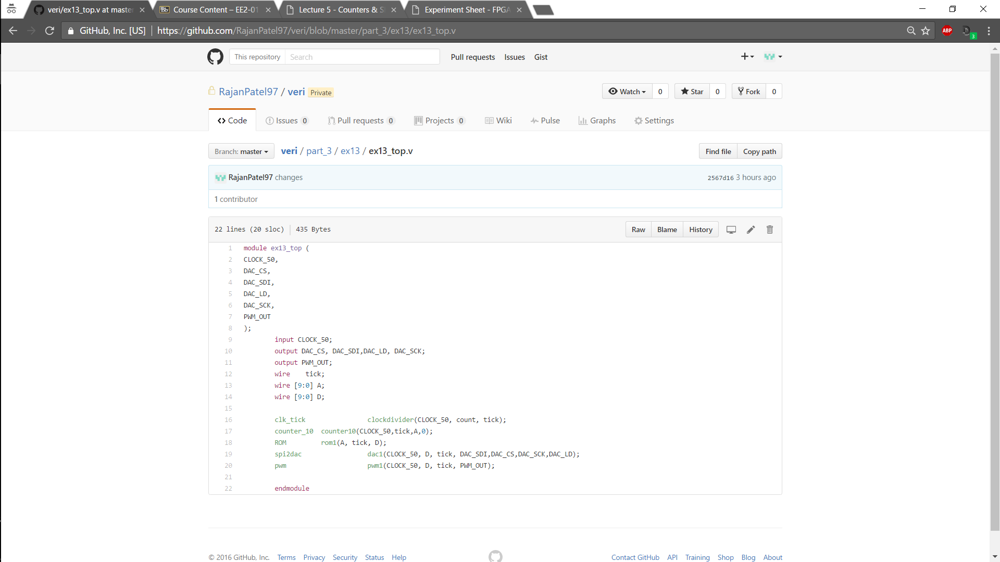 veri/ex13_top.v at master
Course Content – EE2-01
Lecture 5 - Counters & S
Experiment Sheet - FPGA
GitHub, Inc. [US] https://github.com/RajanPatel97/veri/blob/master/part_3/ex13/ex13_top.v
ABP
3
This repository Search Pull requests Issues Gist
RajanPatel97 / veri Private
Watch 0 Star 0 Fork 0
Code Issues 0 Pull requests 0 Projects 0 Wiki Pulse Graphs Settings
Branch: master veri / part_3 / ex13 / ex13_top.v Find file Copy path
RajanPatel97 changes 2567d16 3 hours ago
1 contributor
22 lines (20 sloc) 435 Bytes Raw Blame History
1 module ex13_top (
2 CLOCK_50,
3 DAC_CS,
4 DAC_SDI,
5 DAC_LD,
6 DAC_SCK,
7 PWM_OUT
8 );
9 input CLOCK_50;
10 output DAC_CS, DAC_SDI,DAC_LD, DAC_SCK;
11 output PWM_OUT;
12 wire tick;
13 wire [9:0] A;
14 wire [9:0] D;
15
16 clk_tick clockdivider(CLOCK_50, count, tick);
17 counter_10 counter10(CLOCK_50,tick,A,0);
18 ROM rom1(A, tick, D);
19 spi2dac dac1(CLOCK_50, D, tick, DAC_SDI,DAC_CS,DAC_SCK,DAC_LD);
20 pwm pwm1(CLOCK_50, D, tick, PWM_OUT);
21
22 endmodule
© 2016 GitHub, Inc. Terms Privacy Security Status Help Contact GitHub API Training Shop Blog About